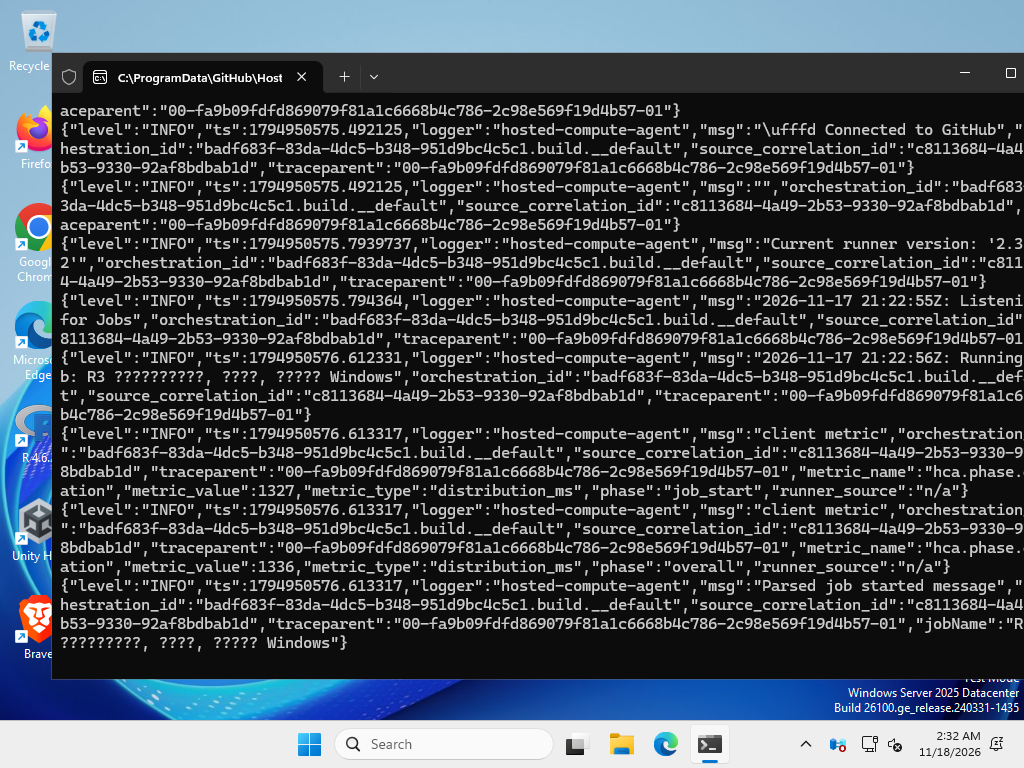 Recycle
Firefo
Google
Chrom
Micros
Edge
R 4.6.
Unity H
Brave
C:\ProgramData\GitHub\Host
aceparent":"00-fa9b09fdfd869079f81a1c6668b4c786-2c98e569f19d4b57-01"}
{"level":"INFO","ts":1794950575.492125,"logger":"hosted-compute-agent","msg":"\ufffd Connected to GitHub","
hestration_id":"badf683f-83da-4dc5-b348-951d9bc4c5c1.build.__default","source_correlation_id":"c8113684-4a4
b53-9330-92af8bdbab1d","traceparent":"00-fa9b09fdfd869079f81a1c6668b4c786-2c98e569f19d4b57-01"}
{"level":"INFO","ts":1794950575.492125,"logger":"hosted-compute-agent","msg":"","orchestration_id":"badf683
3da-4dc5-b348-951d9bc4c5c1.build.__default","source_correlation_id":"c8113684-4a49-2b53-9330-92af8bdbab1d",
aceparent":"00-fa9b09fdfd869079f81a1c6668b4c786-2c98e569f19d4b57-01"}
{"level":"INFO","ts":1794950575.7939737,"logger":"hosted-compute-agent","msg":"Current runner version: '2.3
2'","orchestration_id":"badf683f-83da-4dc5-b348-951d9bc4c5c1.build.__default","source_correlation_id":"c811
4-4a49-2b53-9330-92af8bdbab1d","traceparent":"00-fa9b09fdfd869079f81a1c6668b4c786-2c98e569f19d4b57-01"}
{"level":"INFO","ts":1794950575.794364,"logger":"hosted-compute-agent","msg":"2026-11-17 21:22:55Z: Listeni
for Jobs","orchestration_id":"badf683f-83da-4dc5-b348-951d9bc4c5c1.build.__default","source_correlation_id"
8113684-4a49-2b53-9330-92af8bdbab1d","traceparent":"00-fa9b09fdfd869079f81a1c6668b4c786-2c98e569f19d4b57-01
{"level":"INFO","ts":1794950576.612331,"logger":"hosted-compute-agent","msg":"2026-11-17 21:22:56Z: Running
b: R3 ??????????, ????, ????? Windows","orchestration_id":"badf683f-83da-4dc5-b348-951d9bc4c5c1.build.__def
t","source_correlation_id":"c8113684-4a49-2b53-9330-92af8bdbab1d","traceparent":"00-fa9b09fdfd869079f81a1c6
b4c786-2c98e569f19d4b57-01"}
{"level":"INFO","ts":1794950576.613317,"logger":"hosted-compute-agent","msg":"client metric","orchestration
":"badf683f-83da-4dc5-b348-951d9bc4c5c1.build.__default","source_correlation_id":"c8113684-4a49-2b53-9330-9
8bdbab1d","traceparent":"00-fa9b09fdfd869079f81a1c6668b4c786-2c98e569f19d4b57-01","metric_name":"hca.phase.
ation","metric_value":1327,"metric_type":"distribution_ms","phase":"job_start","runner_source":"n/a"}
{"level":"INFO","ts":1794950576.613317,"logger":"hosted-compute-agent","msg":"client metric","orchestration
":"badf683f-83da-4dc5-b348-951d9bc4c5c1.build.__default","source_correlation_id":"c8113684-4a49-2b53-9330-9
8bdbab1d","traceparent":"00-fa9b09fdfd869079f81a1c6668b4c786-2c98e569f19d4b57-01","metric_name":"hca.phase.
ation","metric_value":1336,"metric_type":"distribution_ms","phase":"overall","runner_source":"n/a"}
{"level":"INFO","ts":1794950576.613317,"logger":"hosted-compute-agent","msg":"Parsed job started message","
hestration_id":"badf683f-83da-4dc5-b348-951d9bc4c5c1.build.__default","source_correlation_id":"c8113684-4a4
b53-9330-92af8bdbab1d","traceparent":"00-fa9b09fdfd869079f81a1c6668b4c786-2c98e569f19d4b57-01","jobName":"R
?????????, ????, ????? Windows"}
Test Mode
Windows Server 2025 Datacenter
Build 26100.ge_release.240331-1435
Search
2:32 AM
11/18/2026